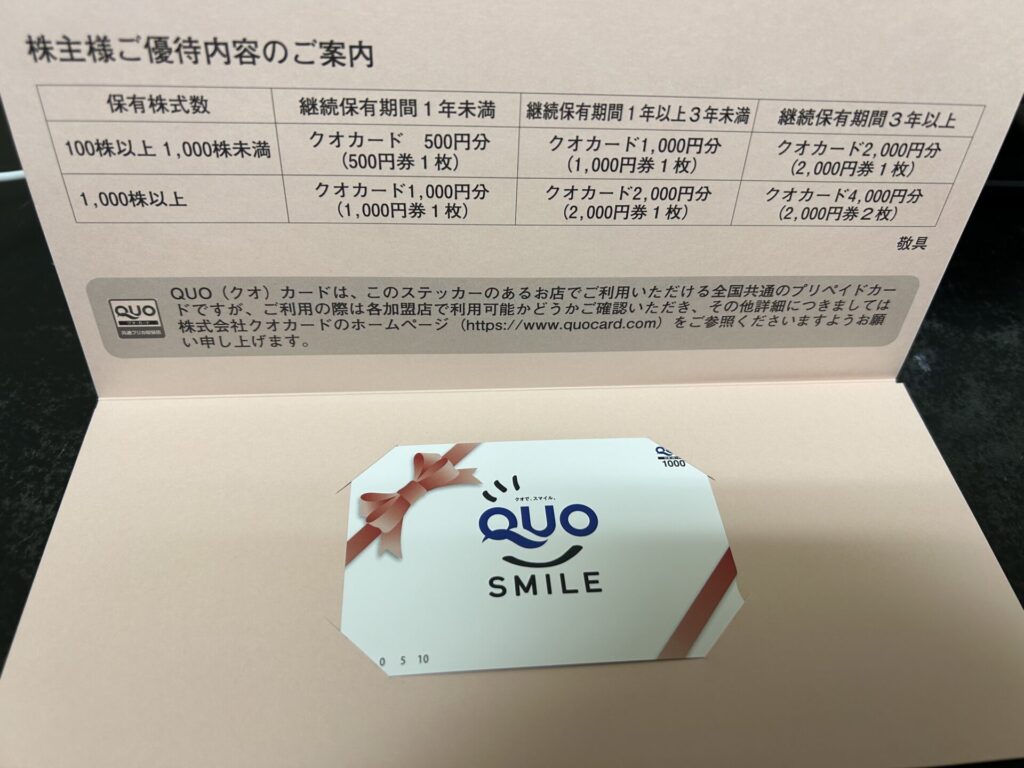 株主様ご優待内容のご案内
保有株式数 継続保有期間1年未満 継続保有期間1年以上3年未満 継続保有期間3年以上
100株以上1,000株未満 クオカード 500円分 クオカード1,000円分 クオカード2,000円分
(500円券1枚) (1,000円券1枚) (2,000円券1枚)
1,000株以上 クオカード1,000円分 クオカード2,000円分 クオカード4,000円分
(1,000円券1枚) (2,000円券1枚) (2,000円券2枚)
敬具
QUO
QUO（クオ）カードは、このステッカーのあるお店でご利用いただける全国共通のプリペイドカー
ドですが、ご利用の際は各加盟店で利用可能かどうかご確認いただき、その他詳細につきましては
株式会社クオカードのホームページ（https://www.quocard.com）をご参照くださいますようお願
い申し上げます。
1000
クオで、スマイル。
QUO
SMILE
0 5 10